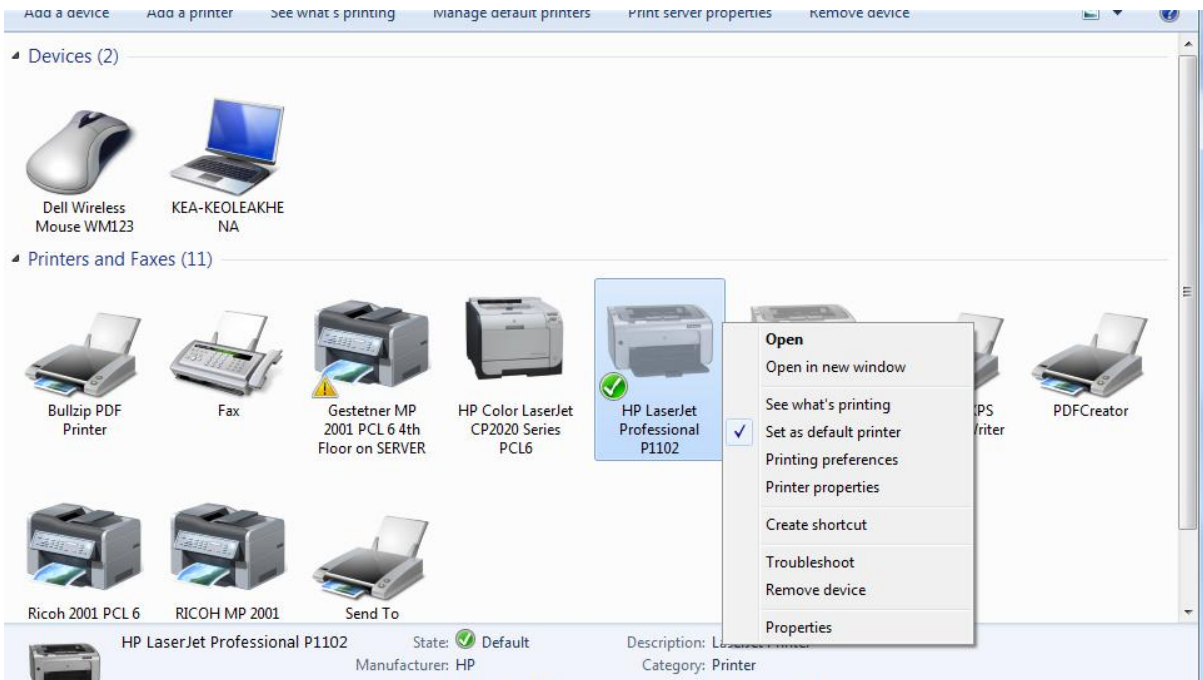 Add a device Add a printer See what's printing Manage default printers Print server properties Remove device
Devices (2)
Dell Wireless
Mouse WM123
KEA-KEOLEAKHE
NA
Printers and Faxes (11)
Bullzip PDF
Printer
Fax
Gestetner MP
2001 PCL 6 4th
Floor on SERVER
HP Color LaserJet
CP2020 Series
PCL6
HP LaserJet
Professional
P1102
PDFCreator
Open
Open in new window
See what's printing
Set as default printer
Printing preferences
Printer properties
Create shortcut
Troubleshoot
Remove device
Properties
Ricoh 2001 PCL 6
RICOH MP 2001
Send To
HP LaserJet Professional P1102 State: Default Description:
Manufacturer: HP Category: Printer